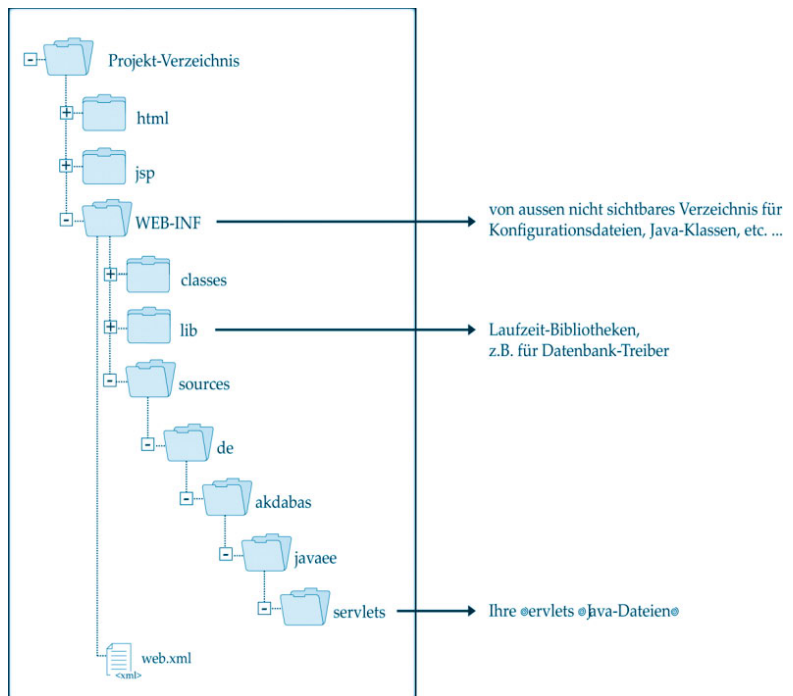 Projekt-Verzeichnis
html
jsp
WEB-INF
von aussen nicht sichtbares Verzeichnis für
Konfigurationsdateien, Java-Klassen, etc. ...
classes
lib
Laufzeit-Bibliotheken,
z.B. für Datenbank-Treiber
sources
de
akdabas
javaee
servlets
Ihre Java-Dateien
web.xml
<xml>